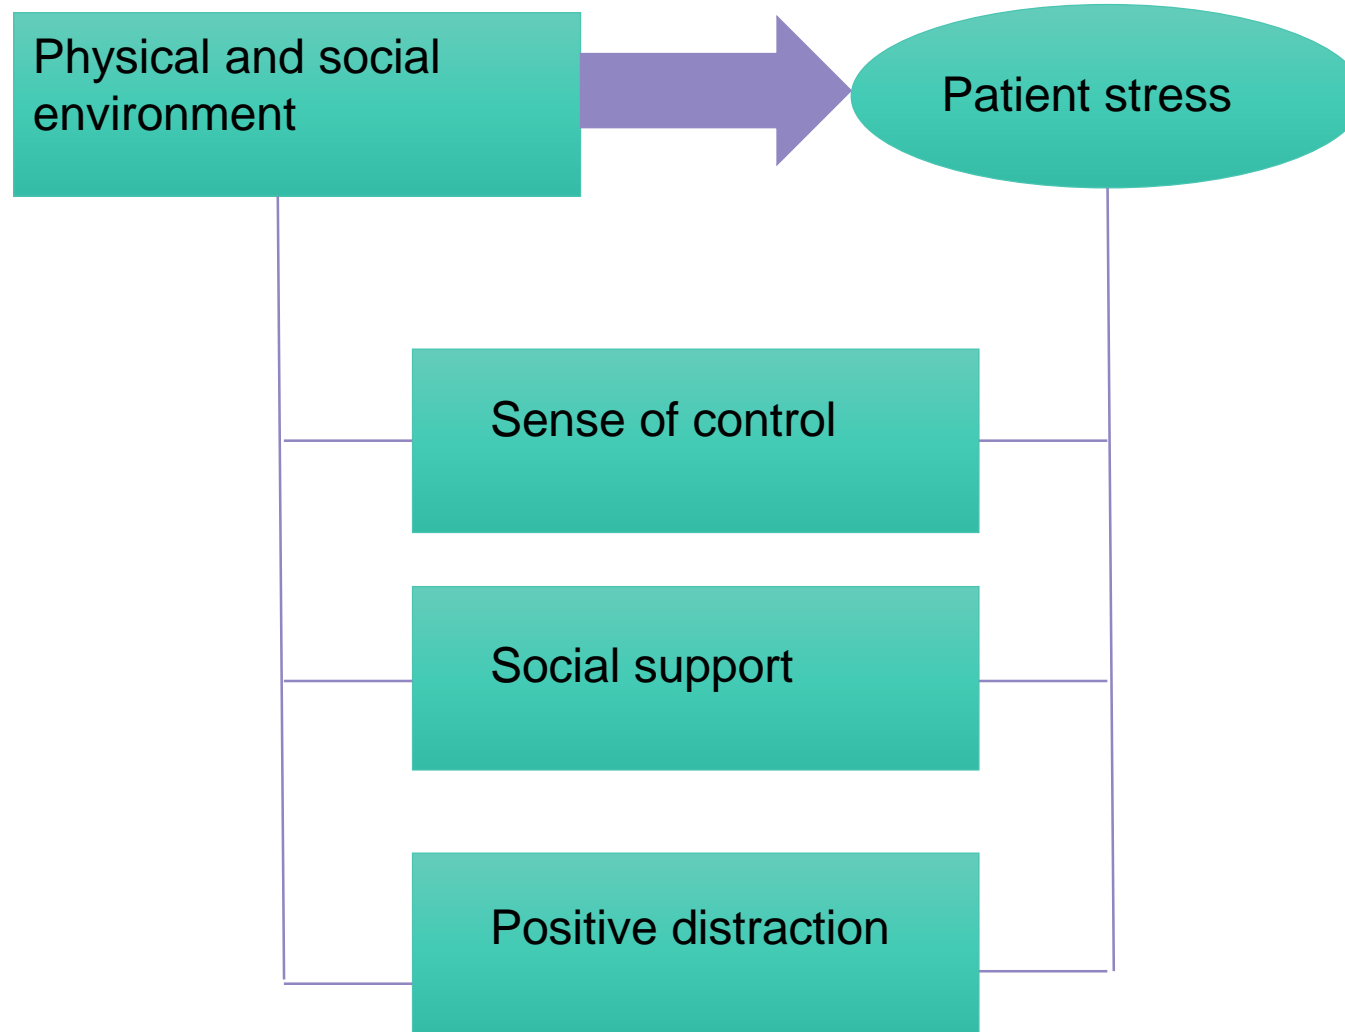 Physical and social
environment
Patient stress
Sense of control
Social support
Positive distraction